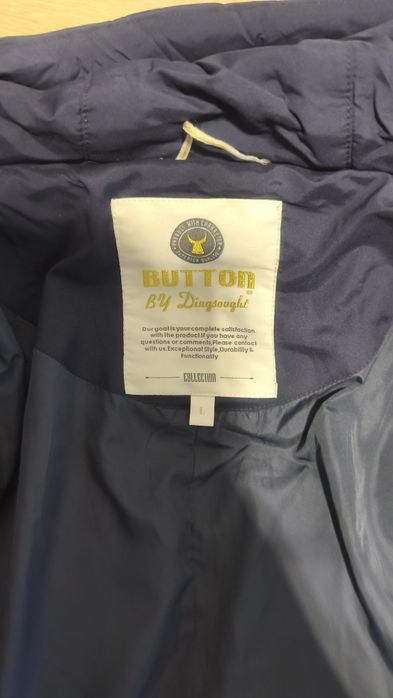 BUTTON
BY Dingsought
Our goal is your complete satisfaction
with the product.If you have any
questions or comments,Please contact
with us.Exceptional Style,Durability &
Functionally
COLLECTION
L